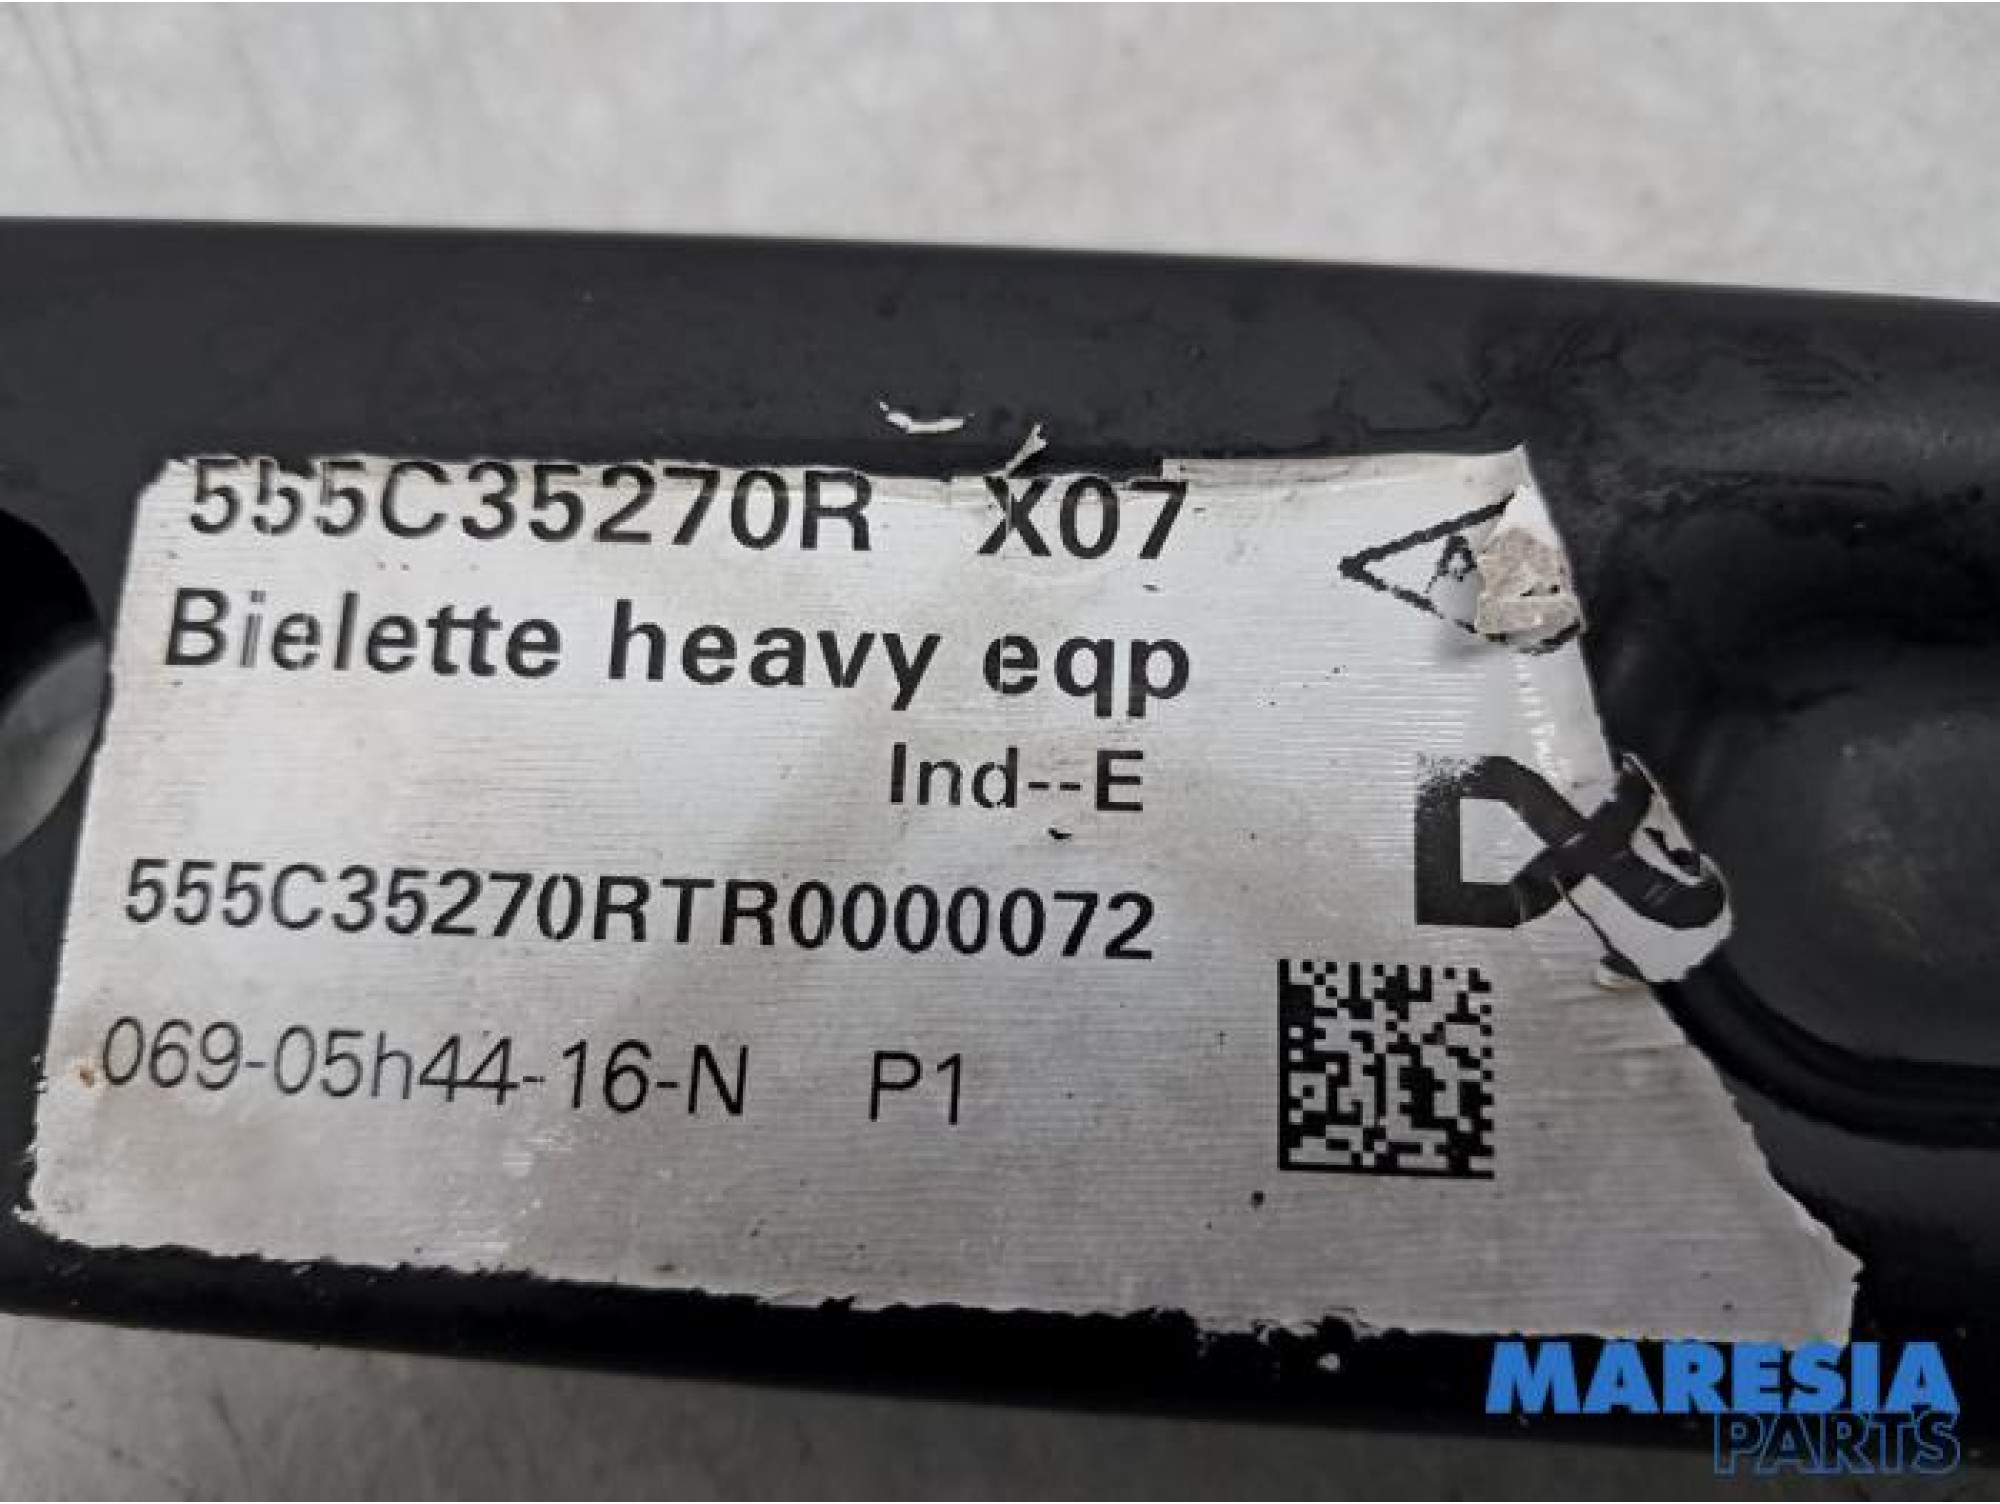 555C35270R X07
Bielette heavy eqp
Ind--E
555C35270RTR0000072
069-05h44-16-N P1
A
D
MARESIA
PARTS